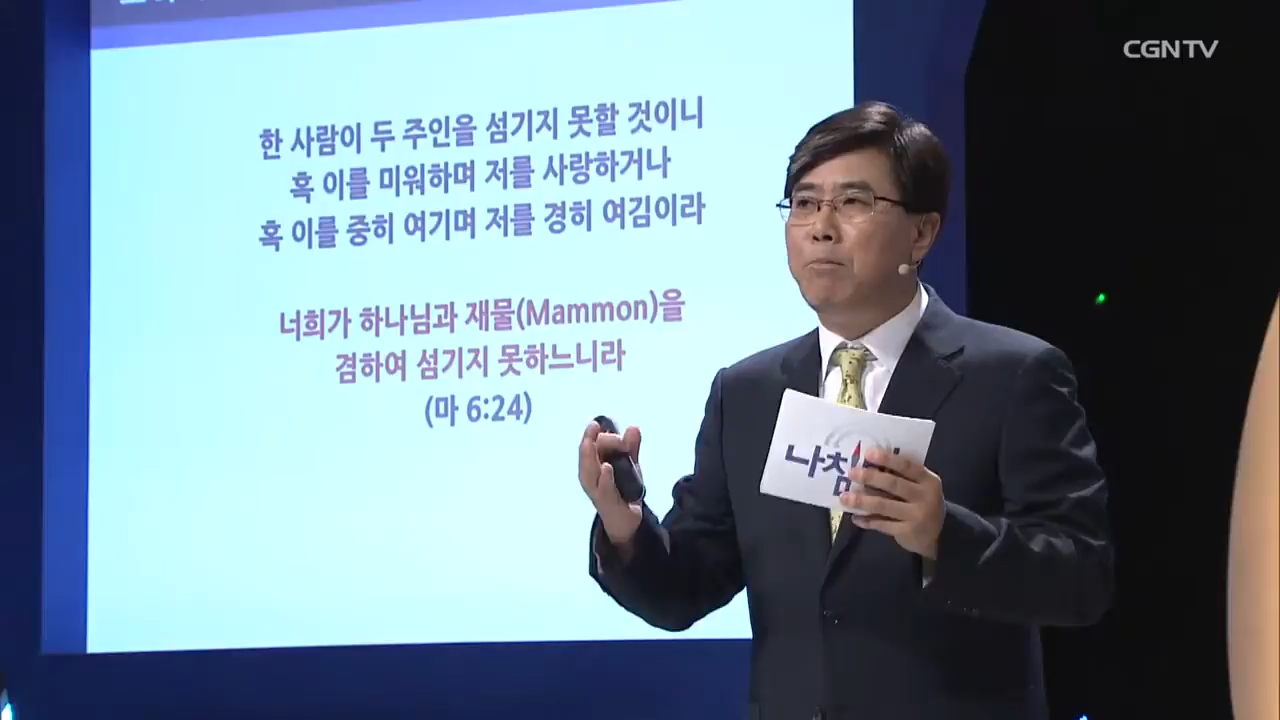 CGNTV
한 사람이 두 주인을 섬기지 못할 것이니
혹 이를 미워하며 저를 사랑하거나
혹 이를 중히 여기며 저를 경히 여김이라
너희가 하나님과 재물(Mammon)을
겸하여 섬기지 못하느니라
(마 6:24)
나침